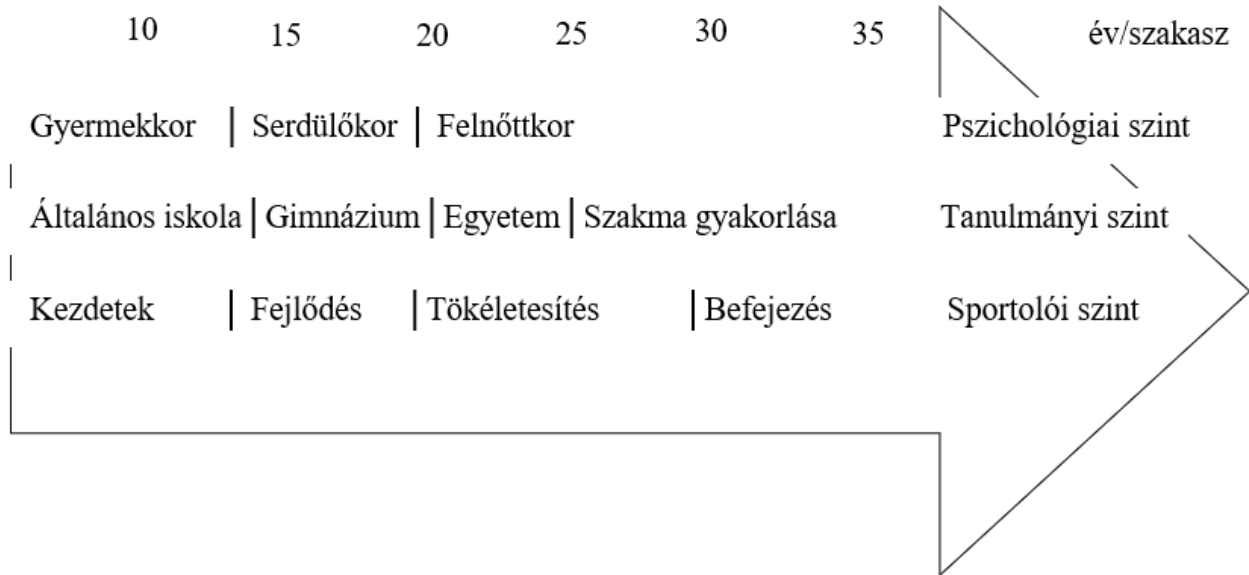 10 15 20 25 30 35 év/szakasz
Gyermekkor | Serdülőkor | Felnőttkor Pszichológiai szint
Általános iskola | Gimnázium | Egyetem | Szakma gyakorlása Tanulmányi szint
Kezdetek | Fejlődés | Tökéletesítés | Befejezés Sportolói szint